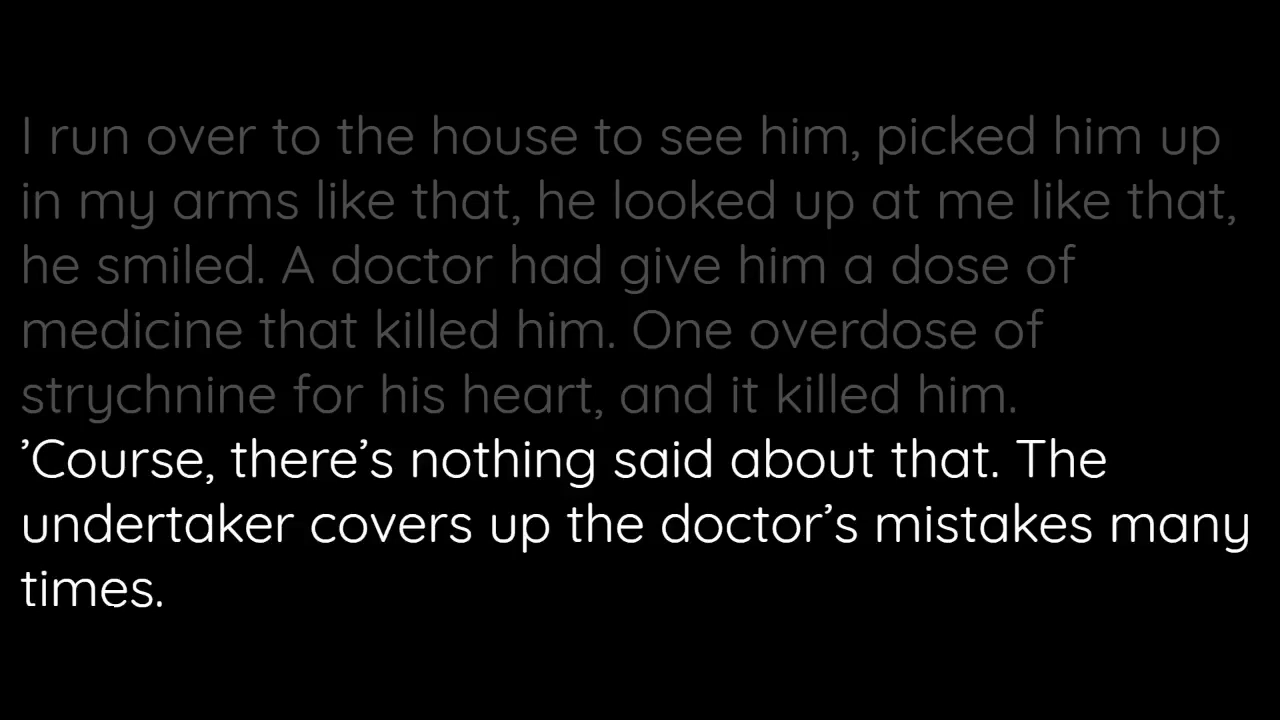 I run over to the house to see him, picked him up
in my arms like that, he looked up at me like that,
he smiled. A doctor had give him a dose of
medicine that killed him. One overdose of
strychnine for his heart, and it killed him.
’Course, there’s nothing said about that. The
undertaker covers up the doctor’s mistakes many
times.